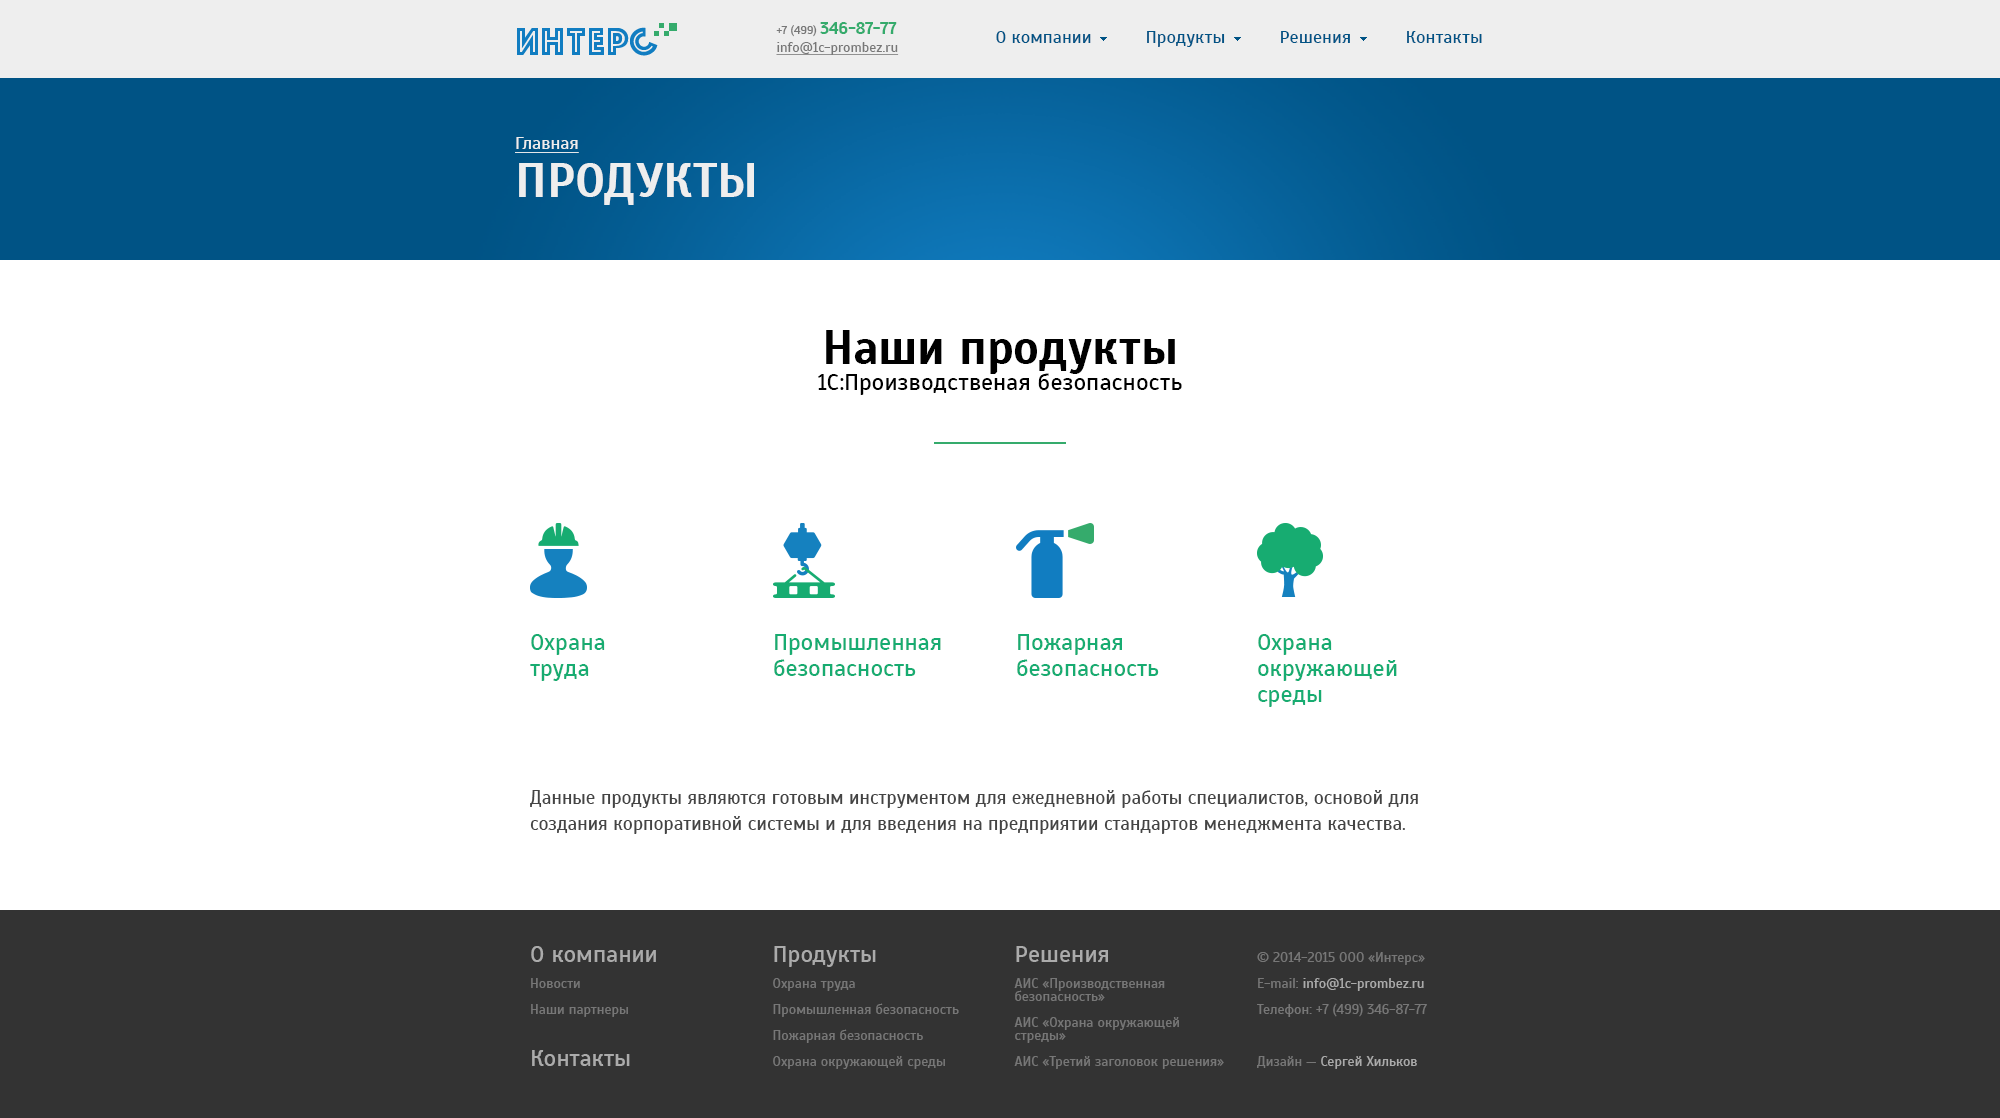 ИНТЕРС
+7 (499) 346-87-77
info@1c-prombez.ru
О компании
Продукты
Решения
Контакты
Главная
ПРОДУКТЫ
Наши продукты
1С:Производственая безопасность
Охрана
труда
Промышленная
безопасность
Пожарная
безопасность
Охрана
окружающей
среды
Данные продукты являются готовым инструментом для ежедневной работы специалистов, основой для
создания корпоративной системы и для введения на предприятии стандартов менеджмента качества.
О компании
Новости
Наши партнеры
Контакты
Продукты
Охрана труда
Промышленная безопасность
Пожарная безопасность
Охрана окружающей среды
Решения
АИС «Производственная
безопасность»
АИС «Охрана окружающей
стреды»
АИС «Третий заголовок решения»
© 2014-2015 ООО «Интерс»
E-mail: info@1c-prombez.ru
Телефон: +7 (499) 346-87-77
Дизайн — Сергей Хильков